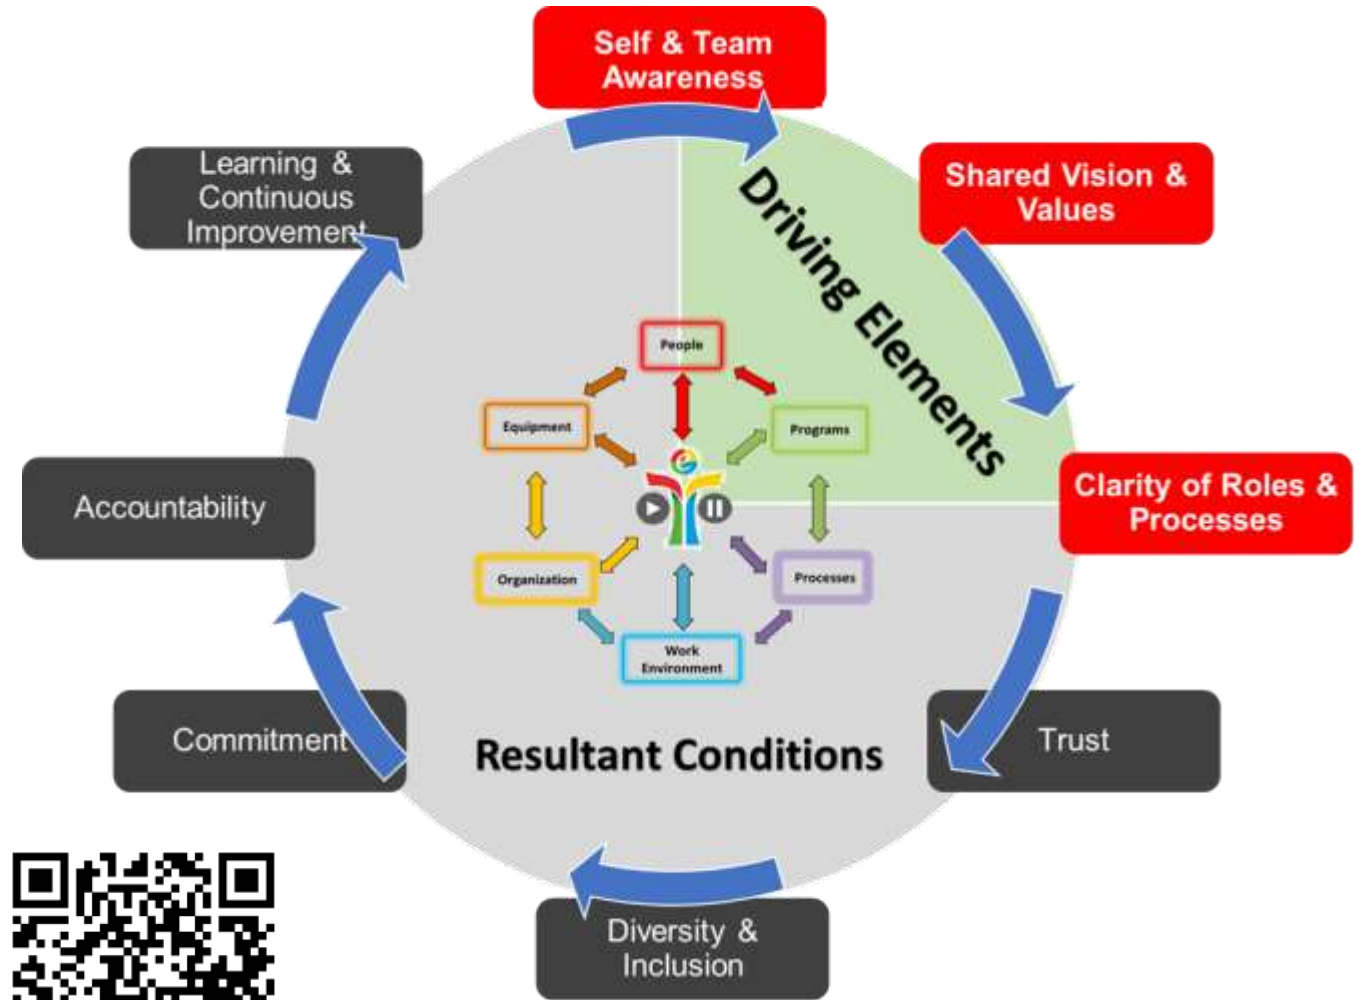 Self & Team
Awareness
Learning &
Continuous
Improvement
Shared Vision &
Values
Driving Elements
People
Equipment
Programs
Accountability
Clarity of Roles &
Processes
Organization
Processes
Work
Environment
Commitment
Resultant Conditions
Trust
Diversity &
Inclusion